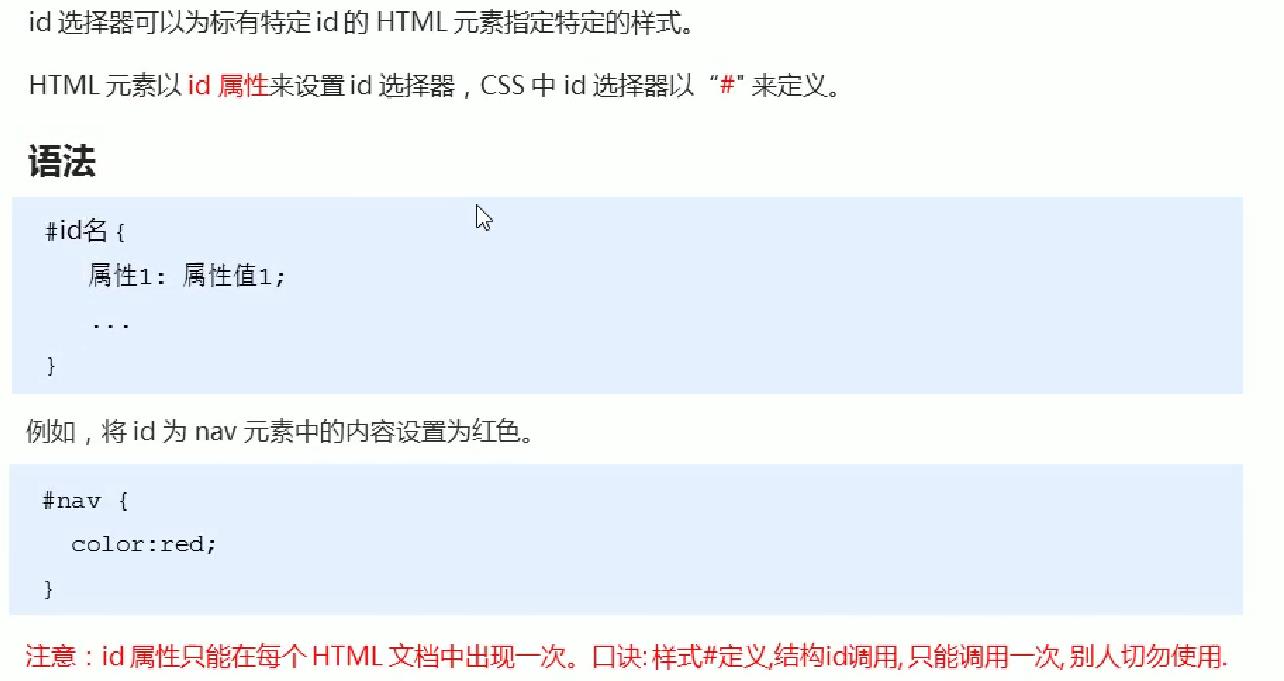 id 选择器可以为标有特定 id 的 HTML 元素指定特定的样式。
HTML 元素以 id 属性来设置 id 选择器，CSS 中 id 选择器以“#" 来定义。
语法
#id名 {
属性1: 属性值1;
...
}
例如，将 id 为 nav 元素中的内容设置为红色。
#nav {
color:red;
}
注意：id 属性只能在每个 HTML 文档中出现一次。口诀: 样式#定义,结构id调用, 只能调用一次, 别人切勿使用.